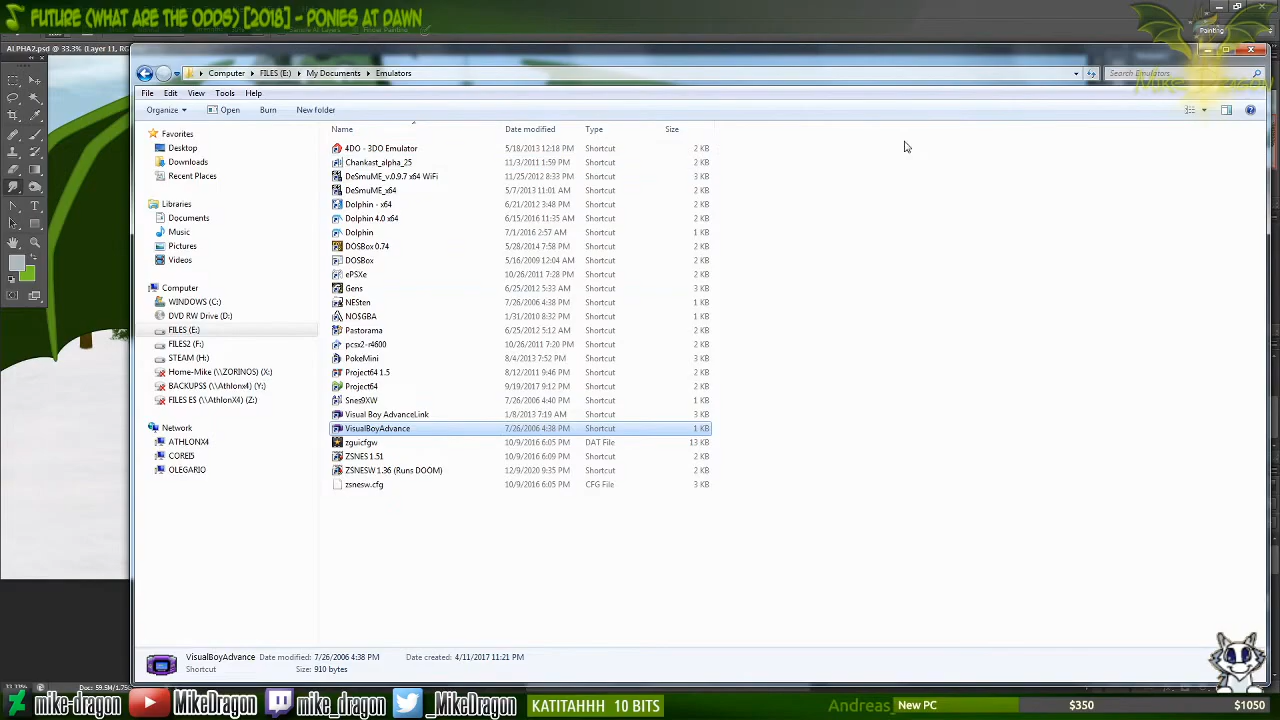 FUTURE (WHAT ARE THE ODDS) [2018] - PONIES AT DAWN
Painting
ALPHA2.psd @ 33.3% (Layer 11, RG
Computer FILES (E:) My Documents Emulators
Search Emulators
File Edit View Tools Help
Organize Open Burn New folder
Name Date modified Type Size
Favorites
Desktop
Downloads
Recent Places
Libraries
Documents
Music
Pictures
Videos
Computer
WINDOWS (C:)
DVD RW Drive (D:)
FILES (E:)
FILES2 (F:)
STEAM (H:)
Home-Mike (\\ZORINOS) (X:)
BACKUPS$ (\\Athlonx4) (Y:)
FILES ES (\\AthlonX4) (Z:)
Network
ATHLONX4
COREI5
OLEGARIO
4DO - 3DO Emulator 5/18/2013 12:18 PM Shortcut 2 KB
Chankast_alpha_25 11/3/2011 1:59 PM Shortcut 2 KB
DeSmuME_v.0.9.7 x64 WiFi 11/25/2012 8:33 PM Shortcut 3 KB
DeSmuME_x64 5/7/2013 11:01 AM Shortcut 2 KB
Dolphin - x64 6/21/2012 3:48 PM Shortcut 2 KB
Dolphin 4.0 x64 6/15/2016 11:35 AM Shortcut 2 KB
Dolphin 7/1/2016 2:57 AM Shortcut 1 KB
DOSBox 0.74 5/28/2014 7:58 PM Shortcut 2 KB
DOSBox 5/16/2009 12:04 AM Shortcut 2 KB
ePSXe 10/26/2011 7:28 PM Shortcut 2 KB
Gens 6/25/2012 5:33 AM Shortcut 3 KB
NESten 7/26/2006 4:38 PM Shortcut 1 KB
NO$GBA 1/31/2010 8:32 PM Shortcut 2 KB
Pastorama 6/25/2012 5:12 PM Shortcut 2 KB
pcsx2-r4600 10/26/2011 7:20 PM Shortcut 2 KB
PokeMini 8/4/2013 7:52 PM Shortcut 3 KB
Project64 1.5 8/12/2011 9:46 PM Shortcut 2 KB
Project64 9/19/2017 9:12 PM Shortcut 2 KB
Snes9XW 7/26/2006 4:40 PM Shortcut 1 KB
Visual Boy AdvanceLink 1/8/2013 7:19 AM Shortcut 3 KB
VisualBoyAdvance 7/26/2006 4:38 PM Shortcut 1 KB
zguicfgw 10/9/2016 6:05 PM DAT File 13 KB
ZSNES 1.51 10/9/2016 6:09 PM Shortcut 2 KB
ZSNESW 1.36 (Runs DOOM) 12/9/2020 9:35 PM Shortcut 2 KB
zsnesw.cfg 10/9/2016 6:05 PM CFG File 3 KB
VisualBoyAdvance Date modified: 7/26/2006 4:38 PM Date created: 4/11/2017 11:21 PM
Shortcut Size: 910 bytes
mike-dragon MikeDragon mike_dragon _MikeDragon KATITAHHH 10 BITS Andreas_ New PC $350 $1050